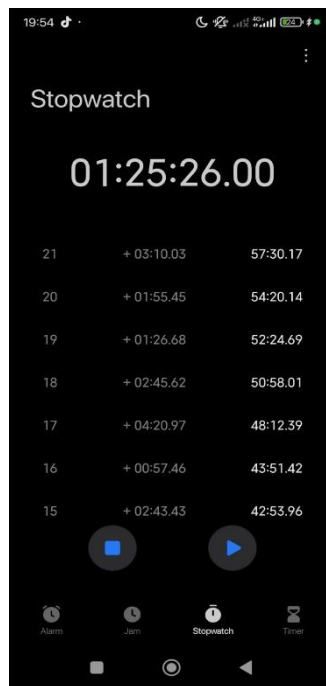 19:54
4G+
24
Stopwatch
01:25:26.00
21 + 03:10.03 57:30.17
20 + 01:55.45 54:20.14
19 + 01:26.68 52:24.69
18 + 02:45.62 50:58.01
17 + 04:20.97 48:12.39
16 + 00:57.46 43:51.42
15 + 02:43.43 42:53.96
Alarm Jam Stopwatch Timer